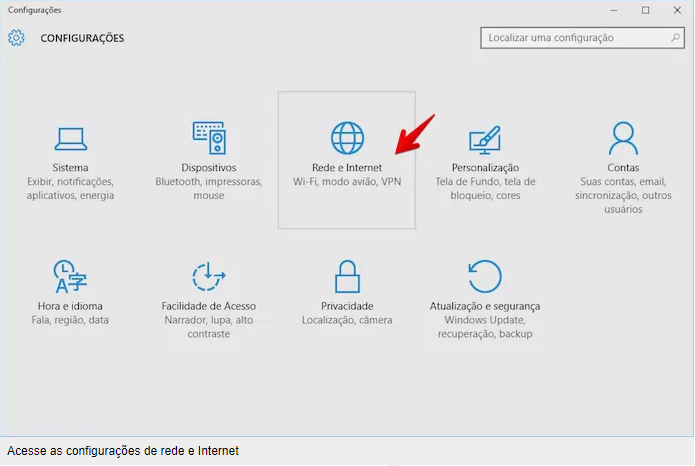 Configurações
CONFIGURAÇÕES
Localizar uma configuração
Sistema
Exibir, notificações,
aplicativos, energia
Dispositivos
Bluetooth, impressoras,
mouse
Rede e Internet
Wi-Fi, modo avião, VPN
Personalização
Tela de Fundo, tela de
bloqueio, cores
Contas
Suas contas, email,
sincronização, outros
usuários
Hora e idioma
Fala, região, data
Facilidade de Acesso
Narrador, lupa, alto
contraste
Privacidade
Localização, câmera
Atualização e segurança
Windows Update,
recuperação, backup
Acesse as configurações de rede e Internet